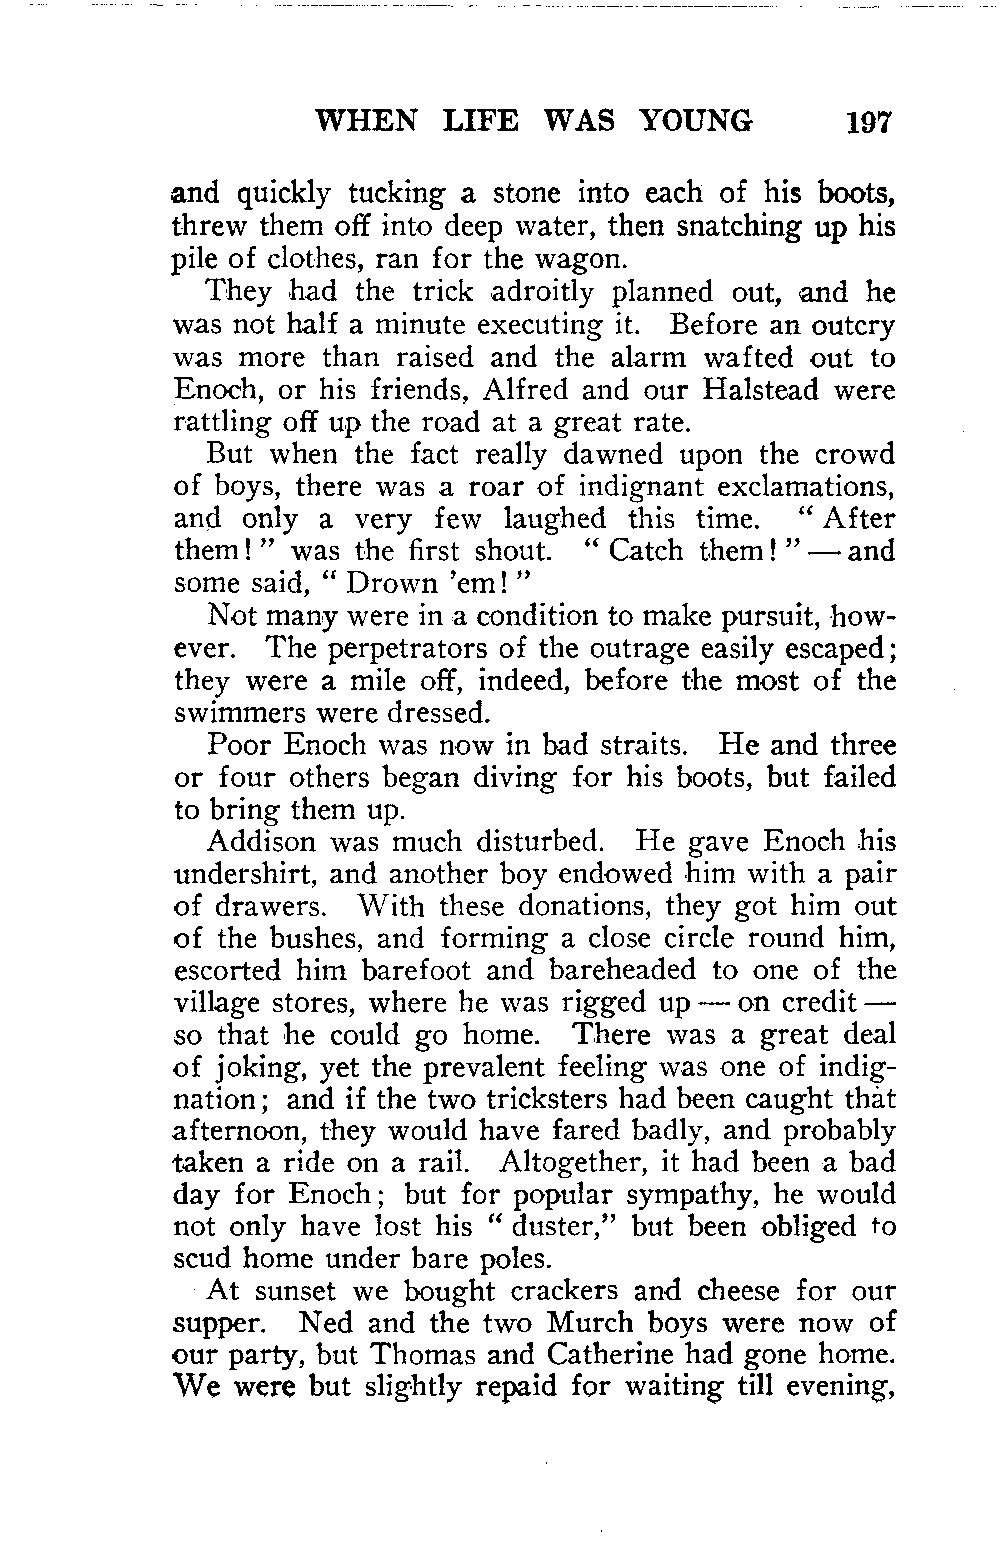 WHEN LIFE WAS YOUNG 197
and quickly tucking a stone into each of his boots,
threw them off into deep water, then snatching up his
pile of clothes, ran for the wagon.
They had the trick adroitly planned out, and he
was not half a minute executing it. Before an outcry
was more than raised and the alarm wafted out to
Enoch, or his friends, Alfred and our Halstead were
rattling off up the road at a great rate.
But when the fact really dawned upon the crowd
of boys, there was a roar of indignant exclamations,
and only a very few laughed this time. “ After
them! ” was the first shout. “ Catch them! ” — and
some said, “ Drown ’em! ”
Not many were in a condition to make pursuit, how-
ever. The perpetrators of the outrage easily escaped;
they were a mile off, indeed, before the most of the
swimmers were dressed.
Poor Enoch was now in bad straits. He and three
or four others began diving for his boots, but failed
to bring them up.
Addison was much disturbed. He gave Enoch his
undershirt, and another boy endowed him with a pair
of drawers. With these donations, they got him out
of the bushes, and forming a close circle round him,
escorted him barefoot and bareheaded to one of the
village stores, where he was rigged up — on credit —
so that he could go home. There was a great deal
of joking, yet the prevalent feeling was one of indig-
nation; and if the two tricksters had been caught that
afternoon, they would have fared badly, and probably
taken a ride on a rail. Altogether, it had been a bad
day for Enoch; but for popular sympathy, he would
not only have lost his “ duster,” but been obliged to
scud home under bare poles.
At sunset we bought crackers and cheese for our
supper. Ned and the two Murch boys were now of
our party, but Thomas and Catherine had gone home.
We were but slightly repaid for waiting till evening,